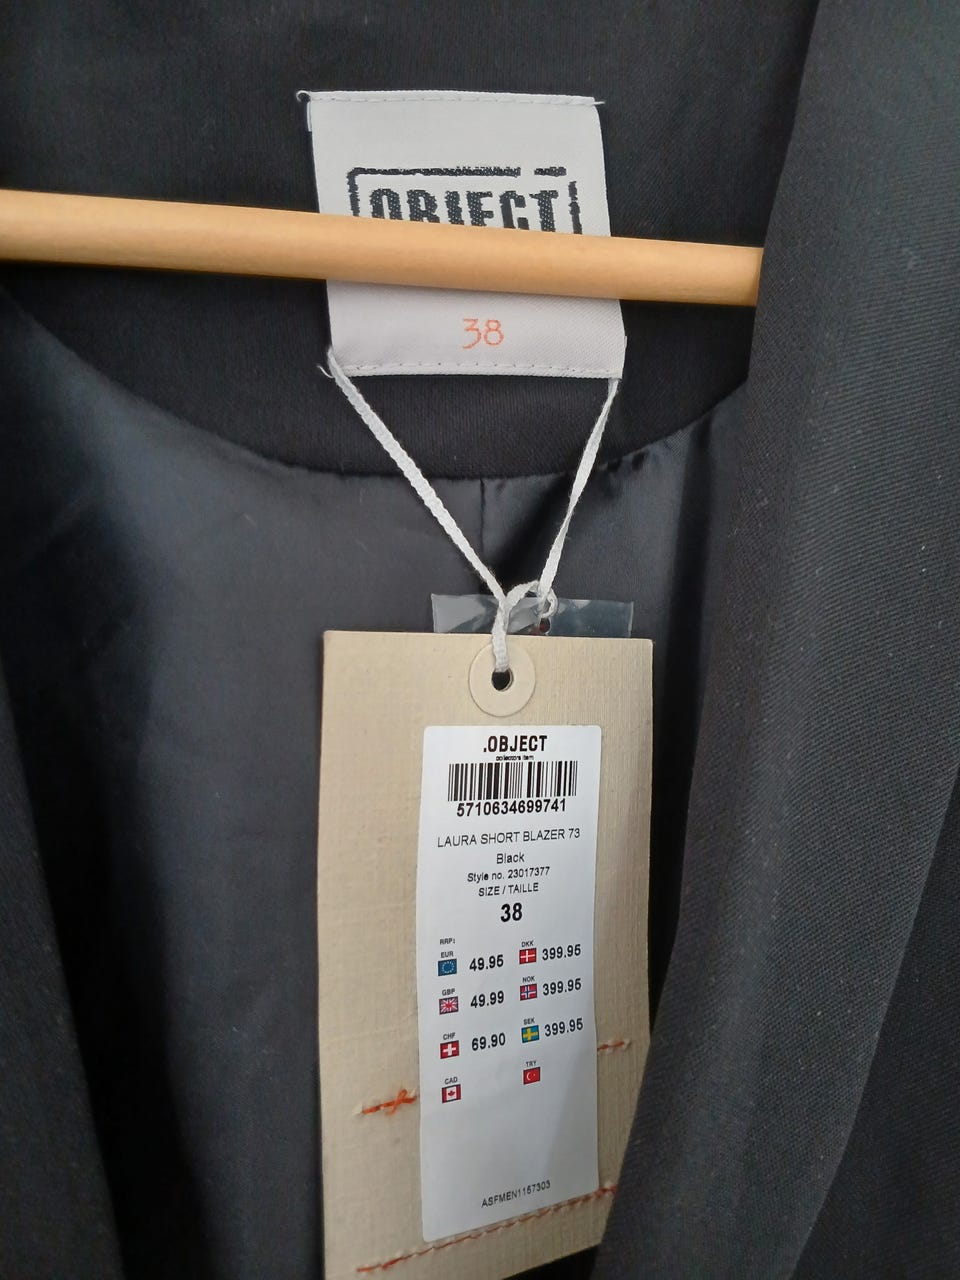 .OBJECT
38
.OBJECT
collectors item
5710634699741
LAURA SHORT BLAZER 73
Black
Style no. 23017377
SIZE / TAILLE
38
RRP:
EUR 49.95 DKK 399.95
GBP 49.99 NOK 399.95
CHF 69.90 SEK 399.95
CAD TRY
ASFMEN1157303